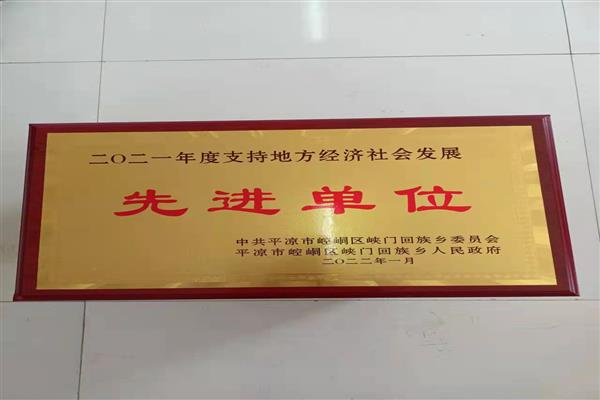 二〇二一年度支持地方经济社会发展
先进单位
中共平凉市崆峒区峡门回族乡委员会
平凉市崆峒区峡门回族乡人民政府
二〇二二年一月